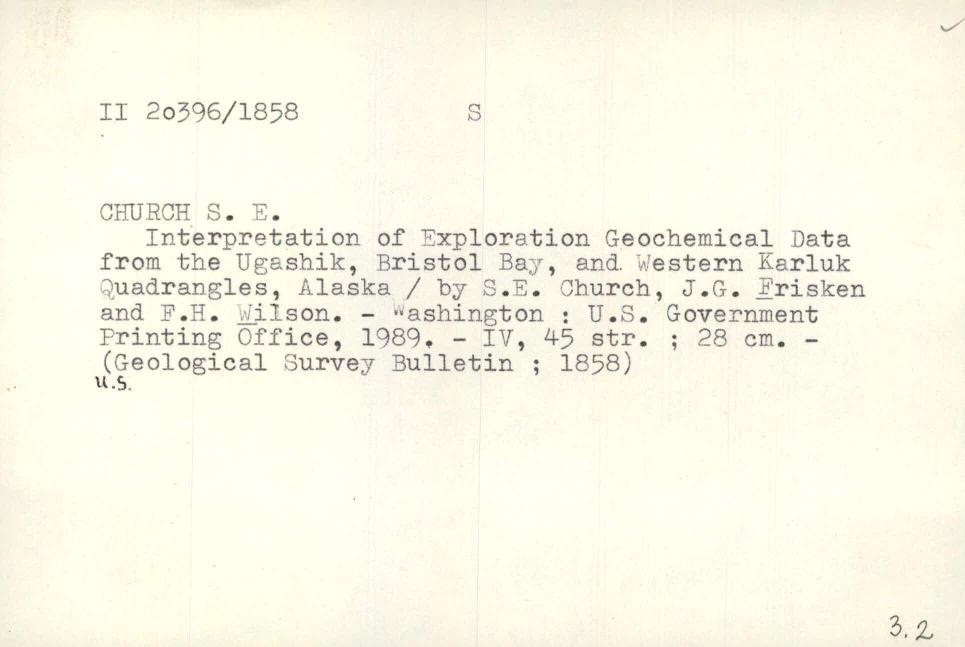 II 20396/1858 S
CHURCH S. E.
Interpretation of Exploration Geochemical Data
from the Ugashik, Bristol Bay, and Western Karluk
Quadrangles, Alaska / by S.E. Church, J.G. Frisken
and F.H. Wilson. - Washington : U.S. Government
Printing Office, 1989. - IV, 45 str. ; 28 cm. -
(Geological Survey Bulletin ; 1858)
U.S.
3.2